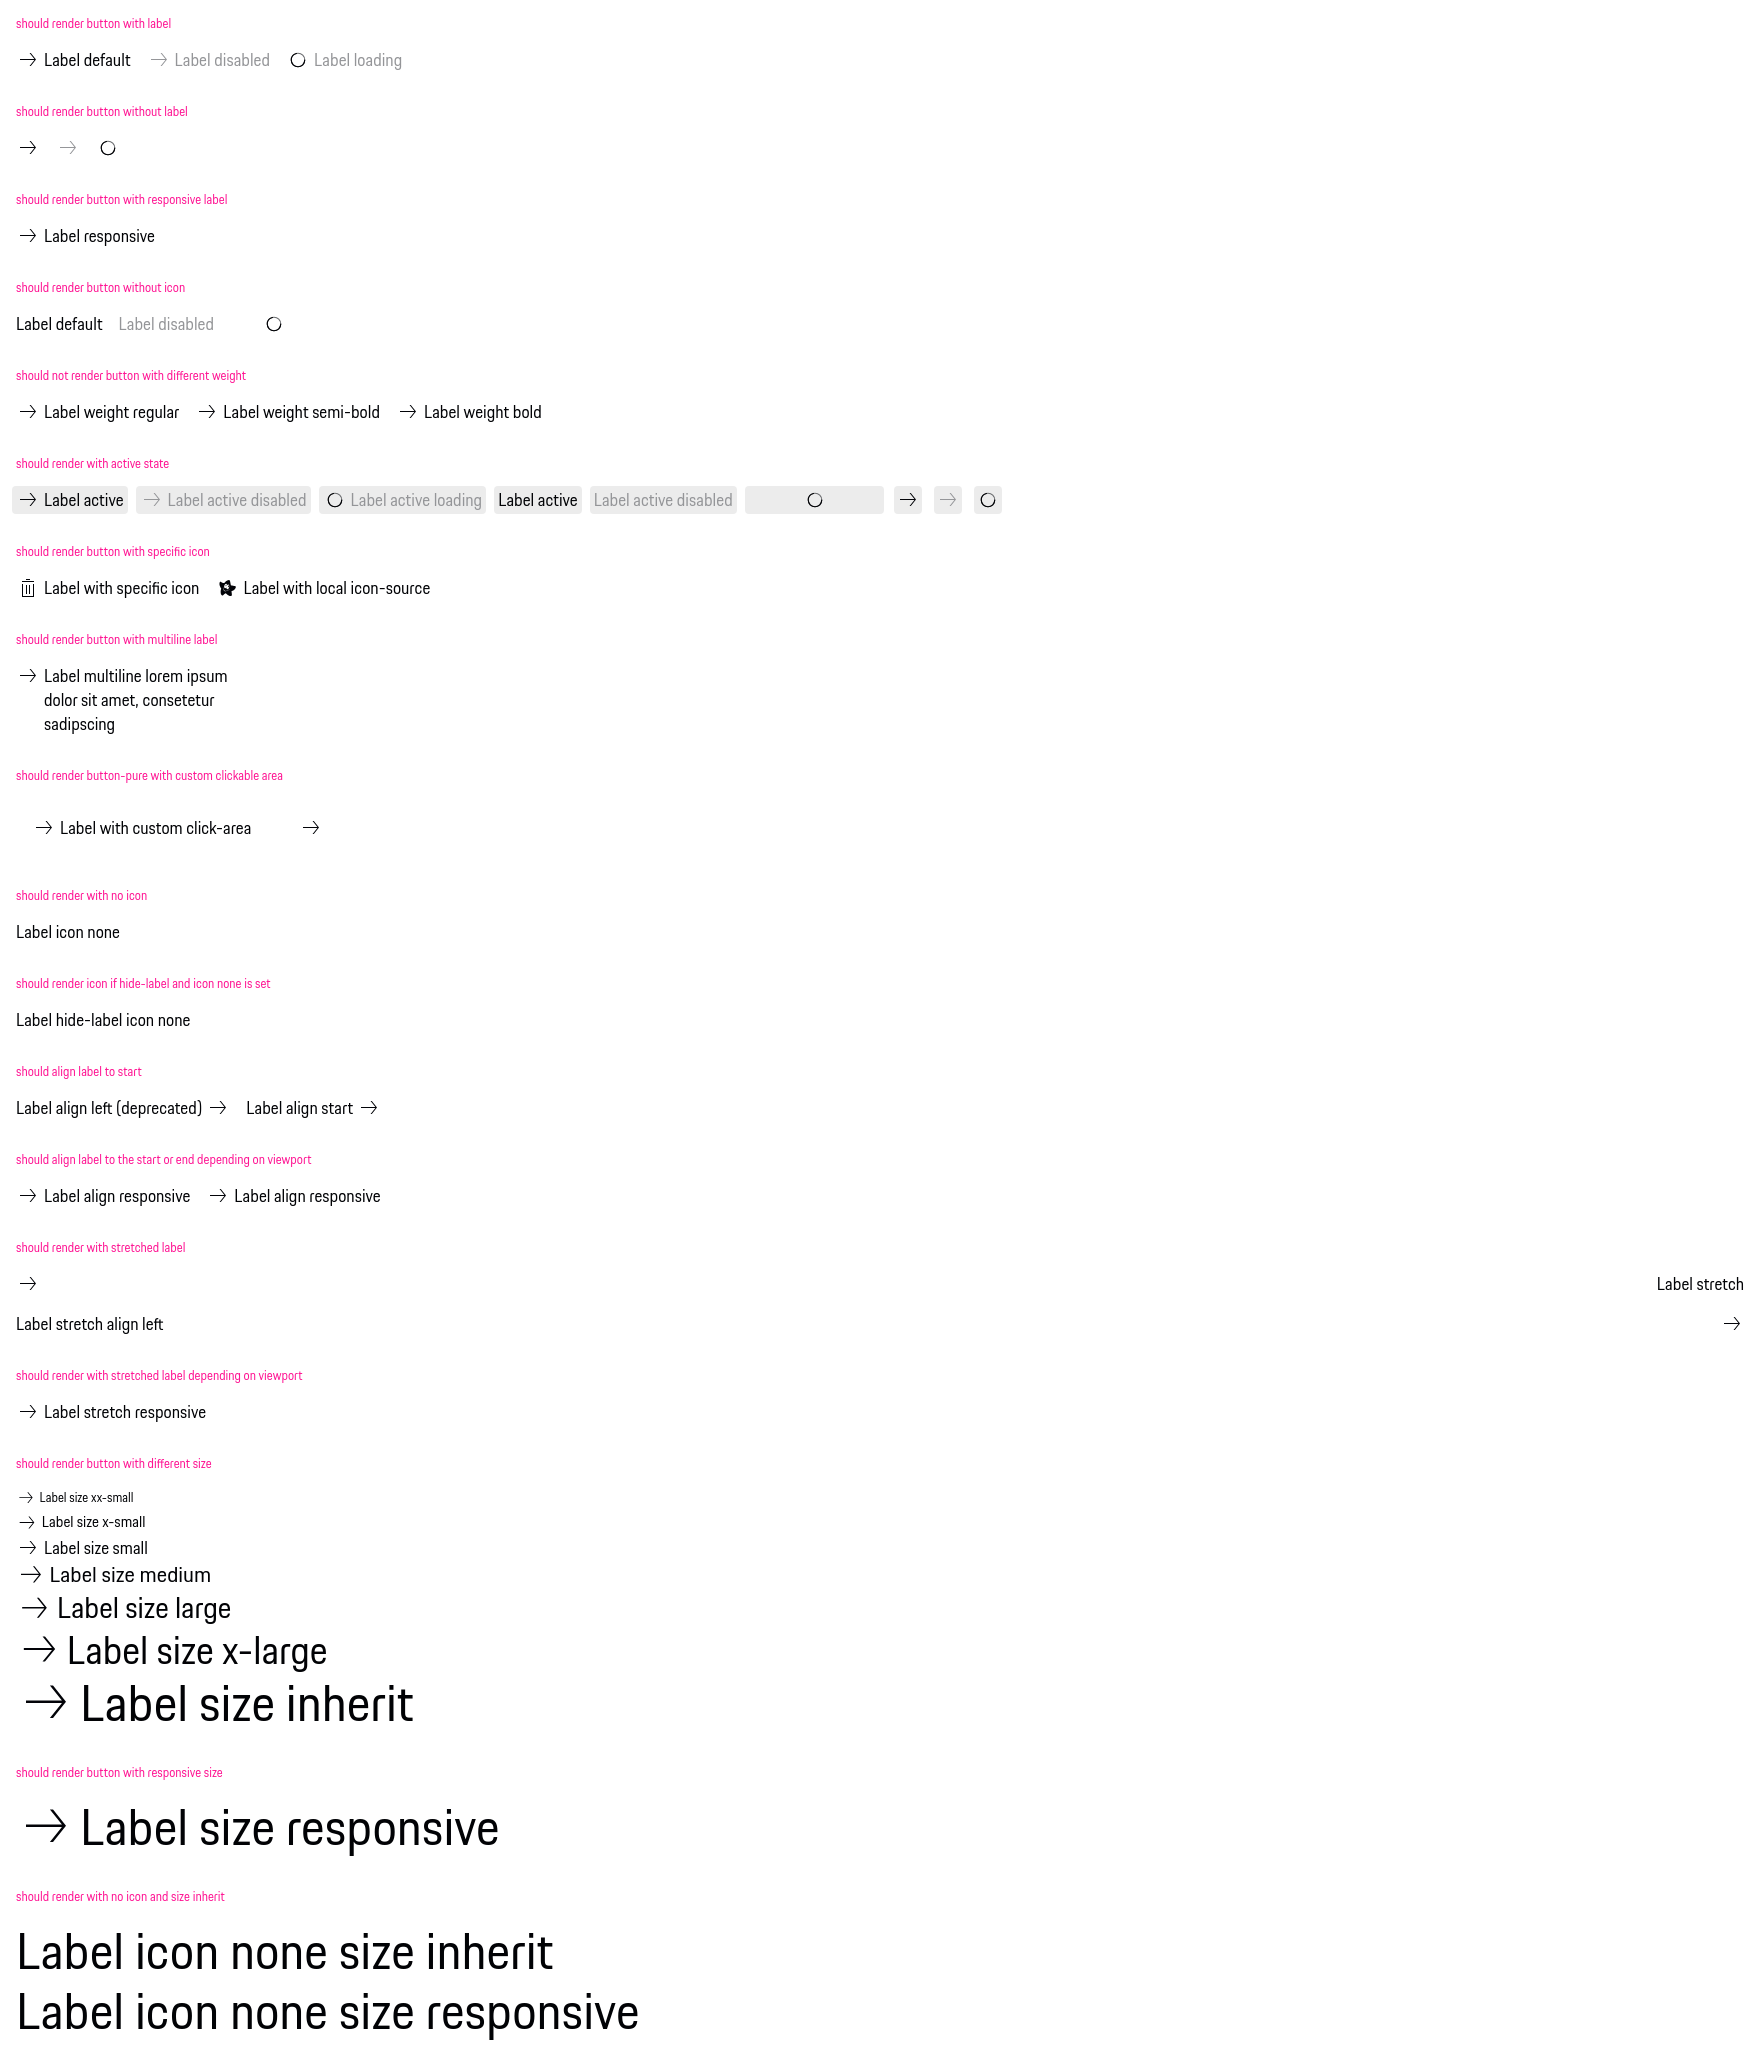 should render button with label
Label default Label disabled Label loading
should render button without label
should render button with responsive label
Label responsive
should render button without icon
Label default Label disabled
should not render button with different weight
Label weight regular Label weight semi-bold Label weight bold
should render with active state
Label active Label active disabled Label active loading Label active Label active disabled
should render button with specific icon
Label with specific icon Label with local icon-source
should render button with multiline label
Label multiline lorem ipsum
dolor sit amet, consetetur
sadipscing
should render button-pure with custom clickable area
Label with custom click-area
should render with no icon
Label icon none
should render icon if hide-label and icon none is set
Label hide-label icon none
should align label to start
Label align left (deprecated) Label align start
should align label to the start or end depending on viewport
Label align responsive Label align responsive
should render with stretched label
Label stretch
Label stretch align left
should render with stretched label depending on viewport
Label stretch responsive
should render button with different size
Label size xx-small
Label size x-small
Label size small
Label size medium
Label size large
Label size x-large
Label size inherit
should render button with responsive size
Label size responsive
should render with no icon and size inherit
Label icon none size inherit
Label icon none size responsive